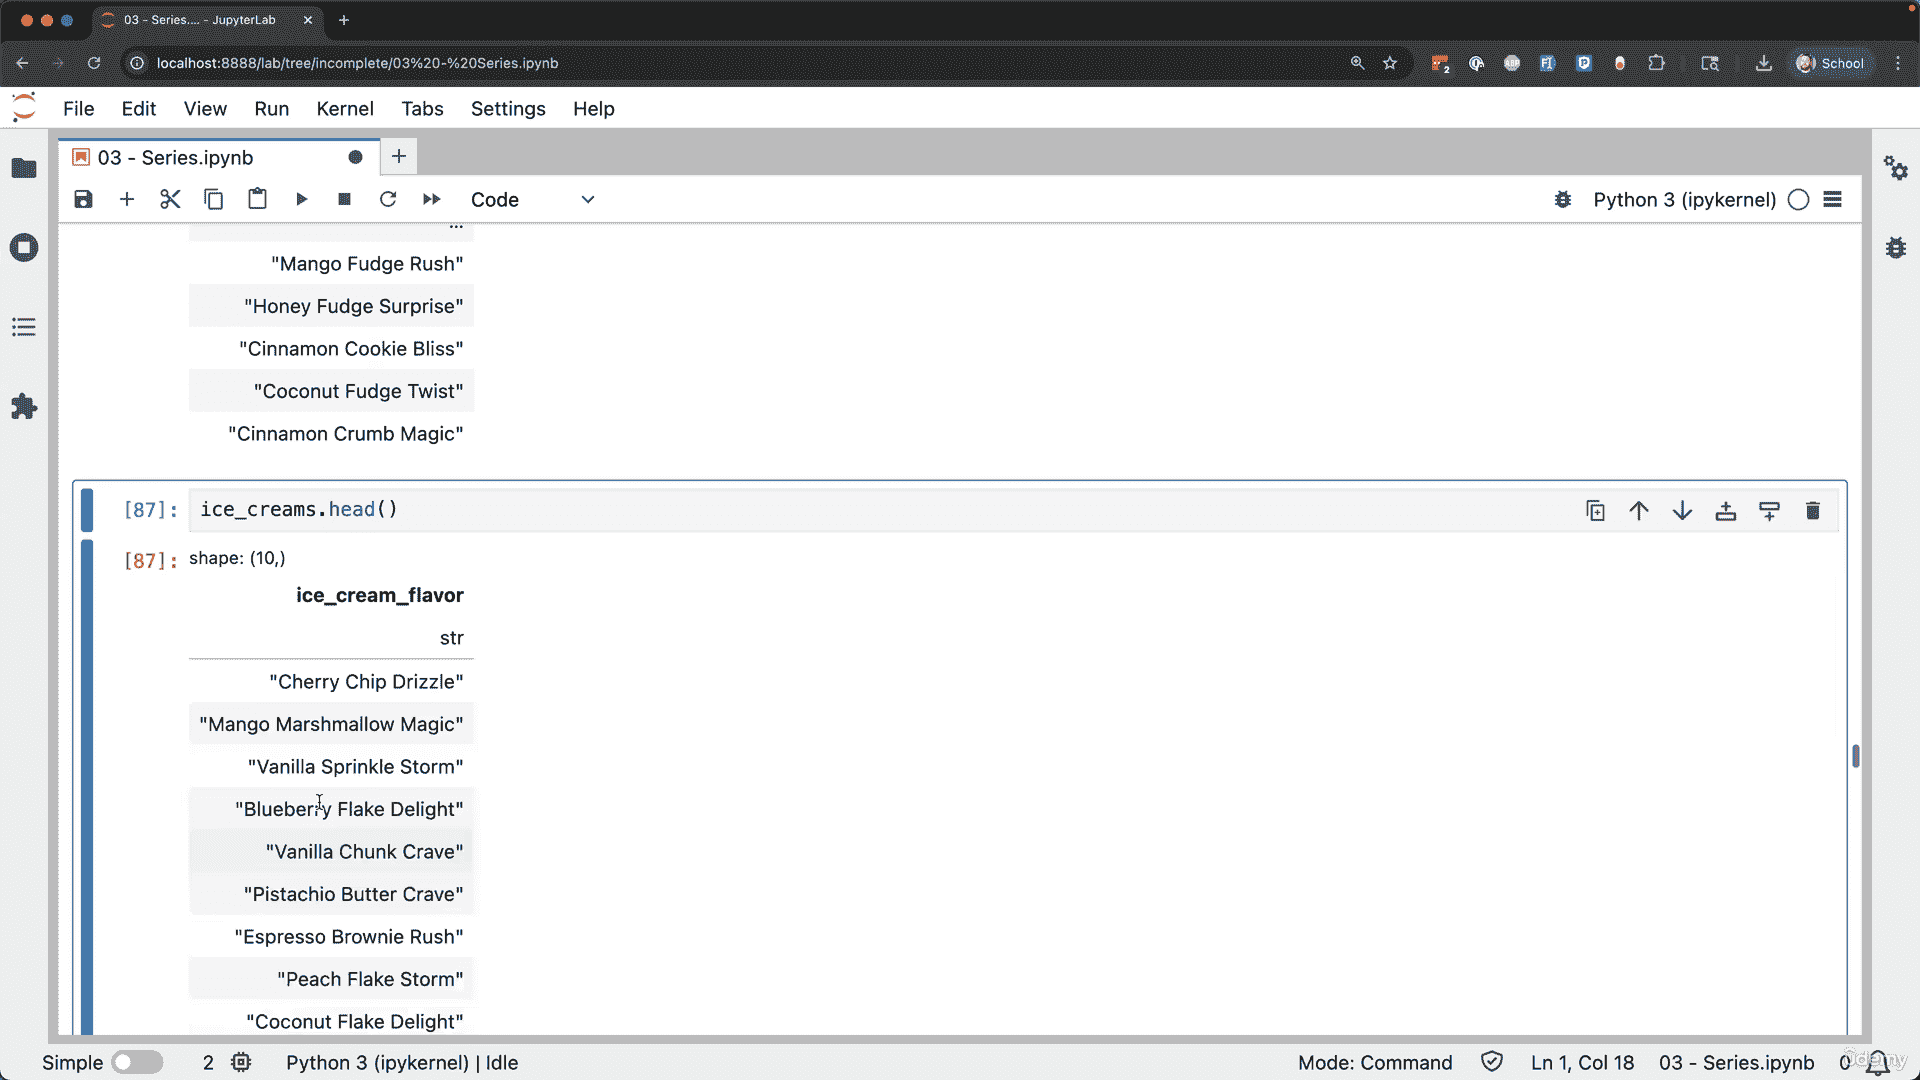 03 - Series.... - JupyterLab
localhost:8888/lab/tree/incomplete/03%20-%20Series.ipynb
2
ABP
School
File Edit View Run Kernel Tabs Settings Help
03 - Series.ipynb
Code
Python 3 (ipykernel)
...
"Mango Fudge Rush"
"Honey Fudge Surprise"
"Cinnamon Cookie Bliss"
"Coconut Fudge Twist"
"Cinnamon Crumb Magic"
[87]: ice_creams.head()
[87]: shape: (10,)
ice_cream_flavor
str
"Cherry Chip Drizzle"
"Mango Marshmallow Magic"
"Vanilla Sprinkle Storm"
"Blueberry Flake Delight"
"Vanilla Chunk Crave"
"Pistachio Butter Crave"
"Espresso Brownie Rush"
"Peach Flake Storm"
"Coconut Flake Delight"
Simple 2 Python 3 (ipykernel) | Idle Mode: Command Ln 1, Col 18 03 - Series.ipynb 0
Udemy